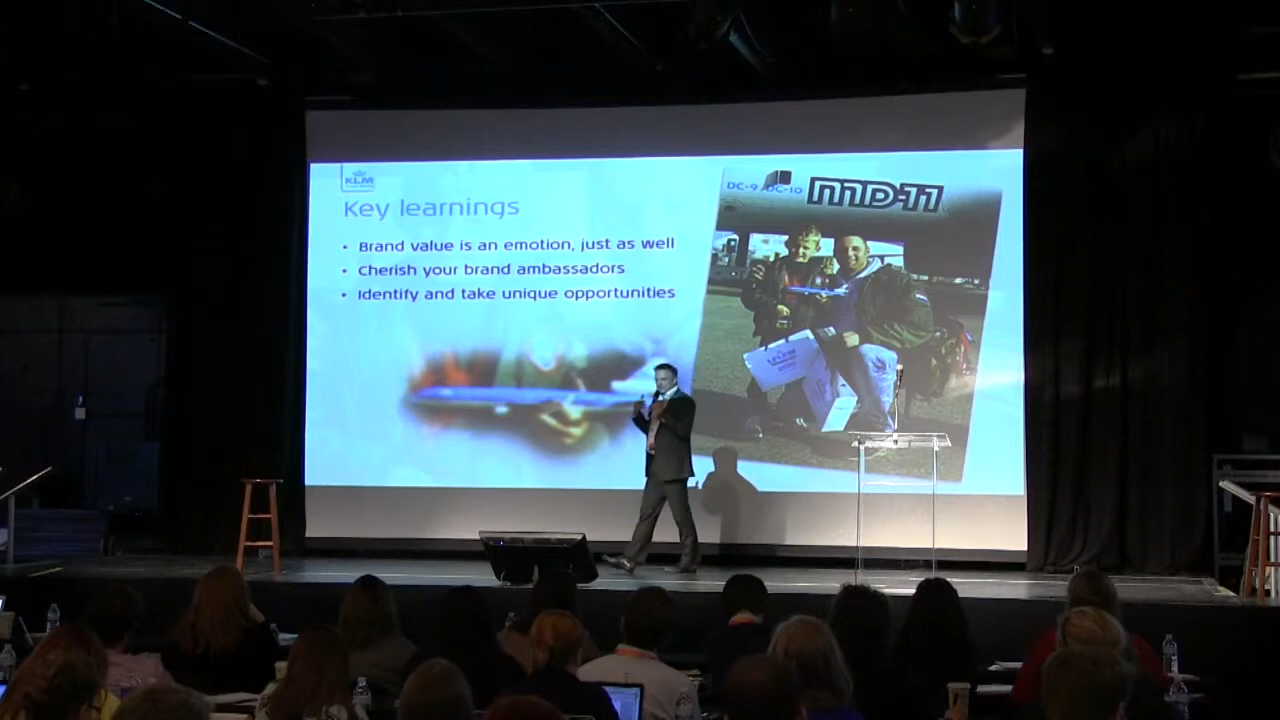 KLM
Key learnings
• Brand value is an emotion, just as well
• Cherish your brand ambassadors
• Identify and take unique opportunities
DC-9 DC-10 MD-11